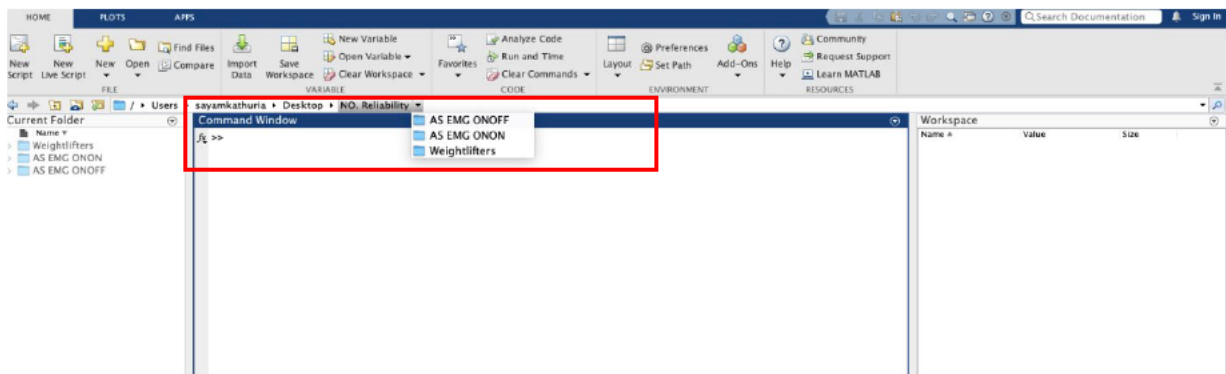 HOME PLOTS APPS
Search Documentation Sign In
New Script
New Live Script
New
Open
Find Files
Compare
Import Data
Save Workspace
New Variable
Open Variable
Clear Workspace
Favorites
Analyze Code
Run and Time
Clear Commands
Layout
Preferences
Set Path
Add-Ons
Help
Community
Request Support
Learn MATLAB
FILE VARIABLE CODE ENVIRONMENT RESOURCES
/ Users sayamkathuria Desktop NO. Reliability
AS EMG ONOFF
AS EMG ONON
Weightlifters
Current Folder
Name
Weightlifters
AS EMG ONON
AS EMG ONOFF
Command Window
fx >>
Workspace
Name Value Size